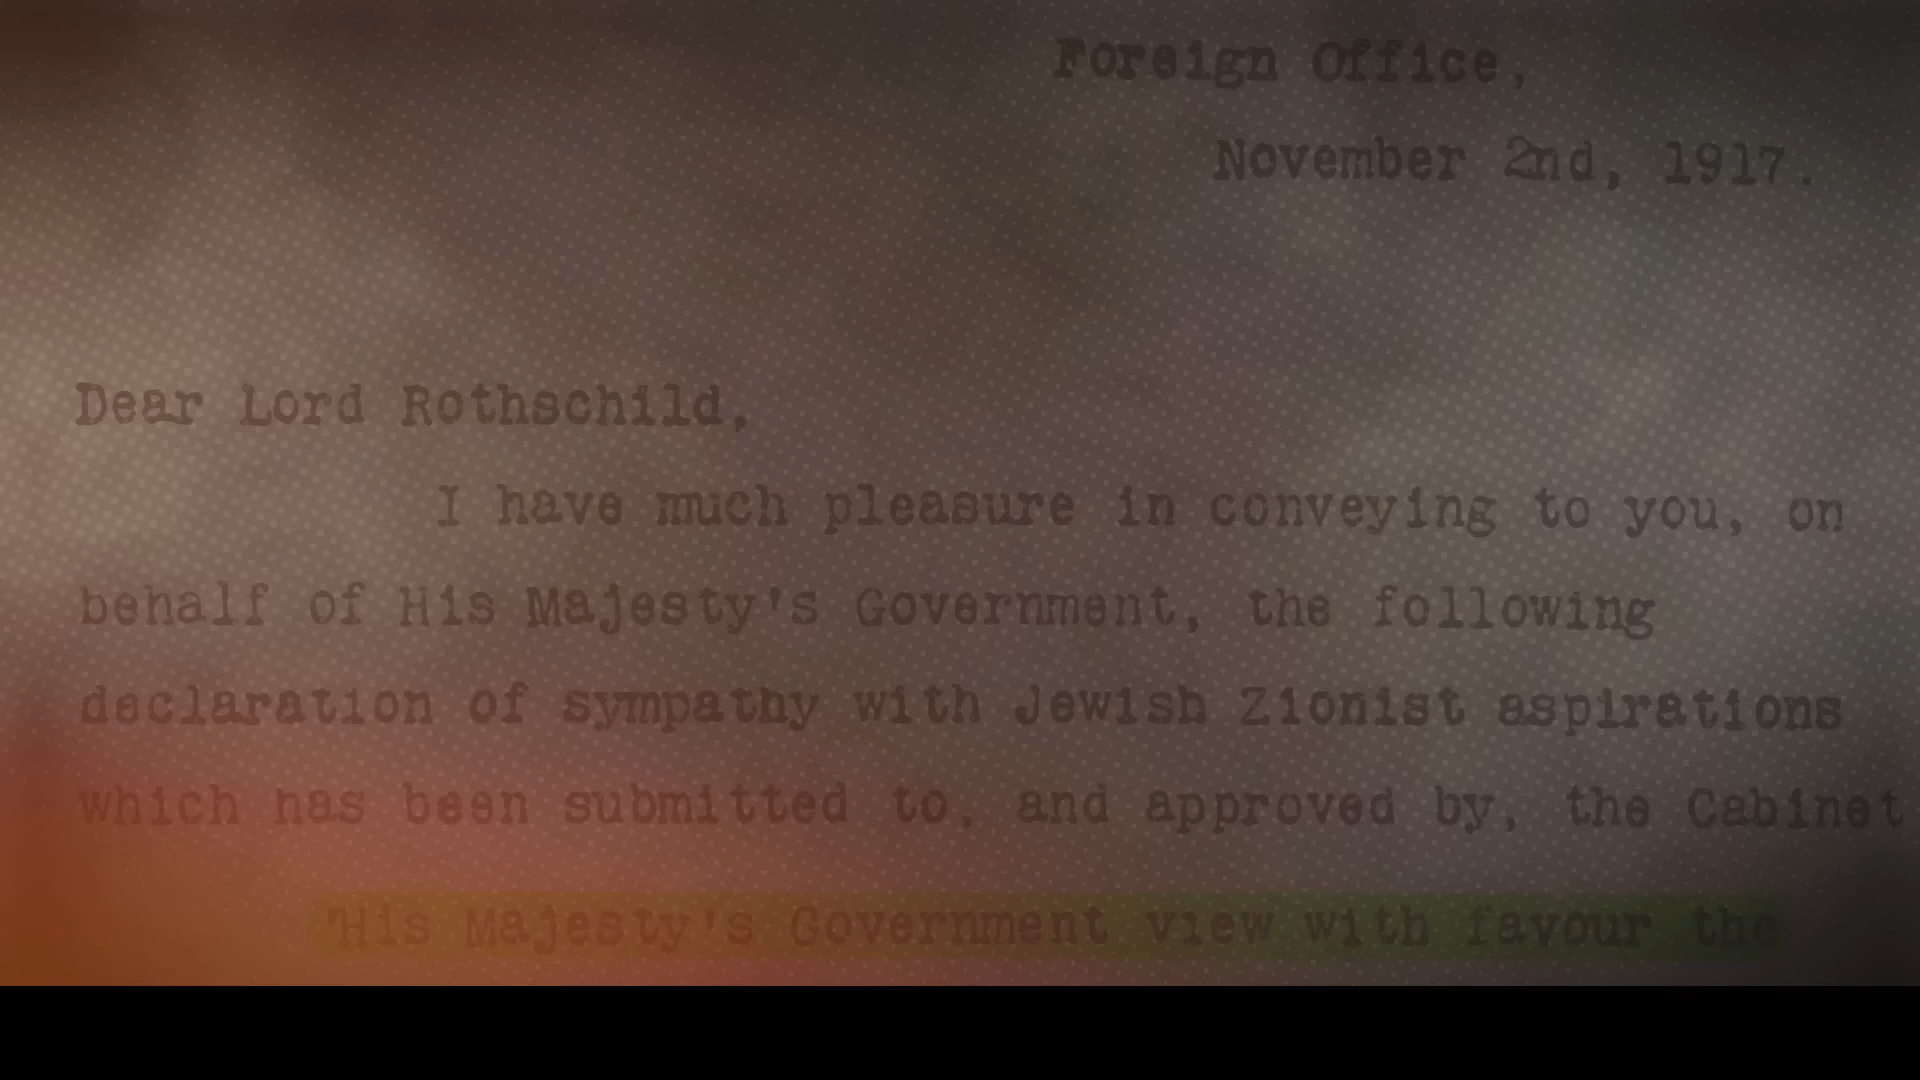 Foreign Office,
November 2nd, 1917.
Dear Lord Rothschild,
I have much pleasure in conveying to you, on
behalf of His Majesty's Government, the following
declaration of sympathy with Jewish Zionist aspirations
which has been submitted to, and approved by, the Cabinet
"His Majesty's Government view with favour the